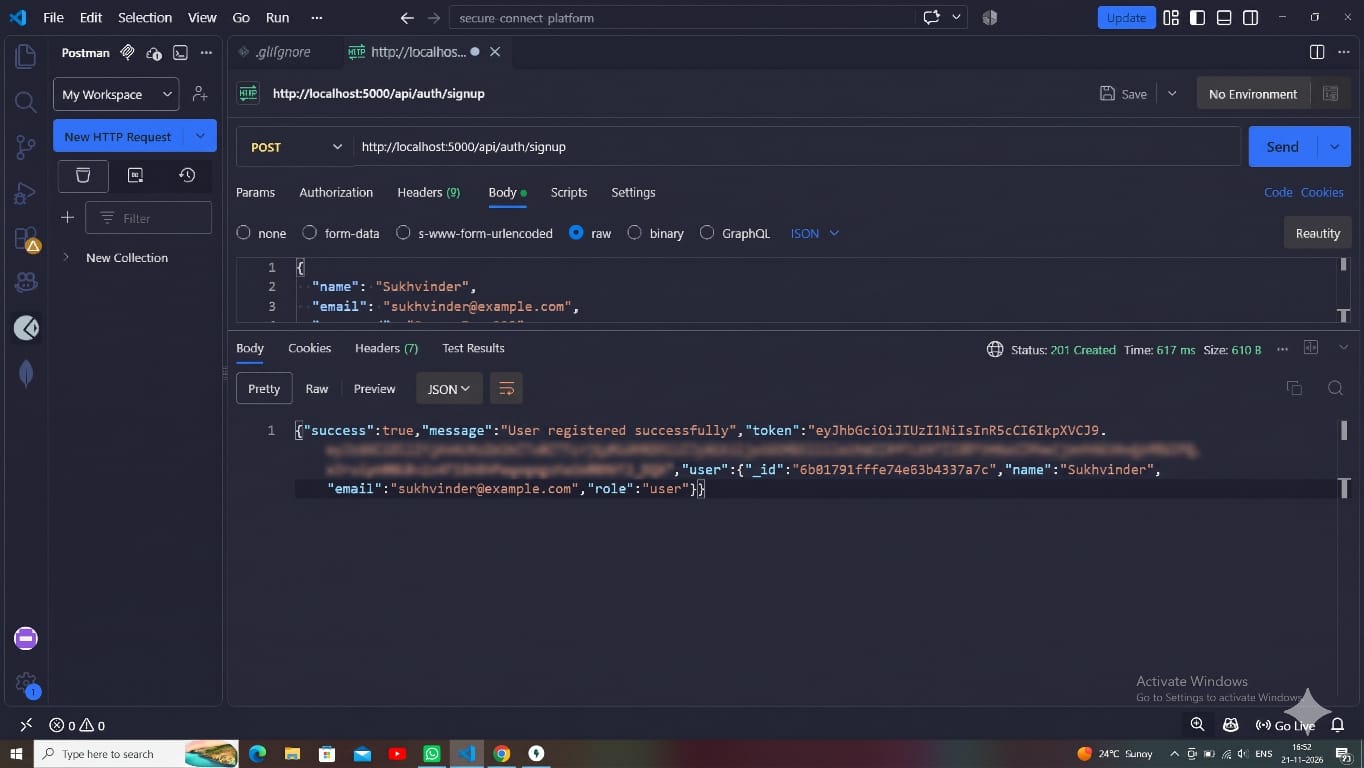 File Edit Selection View Go Run ···
secure-connect-platform
Update
Postman
My Workspace
New HTTP Request
Filter
New Collection
.glifgnore
http://localhos...
http://localhost:5000/api/auth/signup
Save
No Environment
POST
http://localhost:5000/api/auth/signup
Send
Params Authorization Headers (9) Body Scripts Settings
Code Cookies
none form-data s-www-form-urlencoded raw binary GraphQL JSON
Reautity
1 {
2 "name": "Sukhvinder",
3 "email": "sukhvinder@example.com",
Body Cookies Headers (7) Test Results
Status: 201 Created Time: 617 ms Size: 610 B
Pretty Raw Preview JSON
1 {"success":true,"message":"User registered successfully","token":"eyJhbGciOiJIUzI1NiIsInR5cCI6IkpXVCJ9.
","user":{"_id":"6b01791fffe74e63b4337a7c","name":"Sukhvinder",
"email":"sukhvinder@example.com","role":"user"}}
Activate Windows
Go to Settings to activate Windows
1
0 0
Go Live
Type here to search
24°C Sunoy
ENS
16:52
21-11-2026